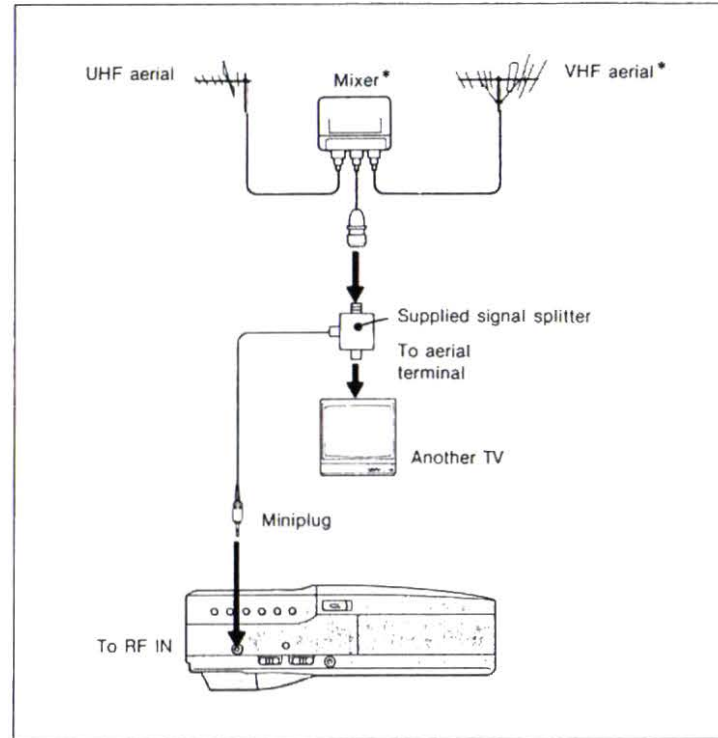 UHF aerial
Mixer*
VHF aerial*
Supplied signal splitter
To aerial
terminal
Another TV
Miniplug
To RF IN